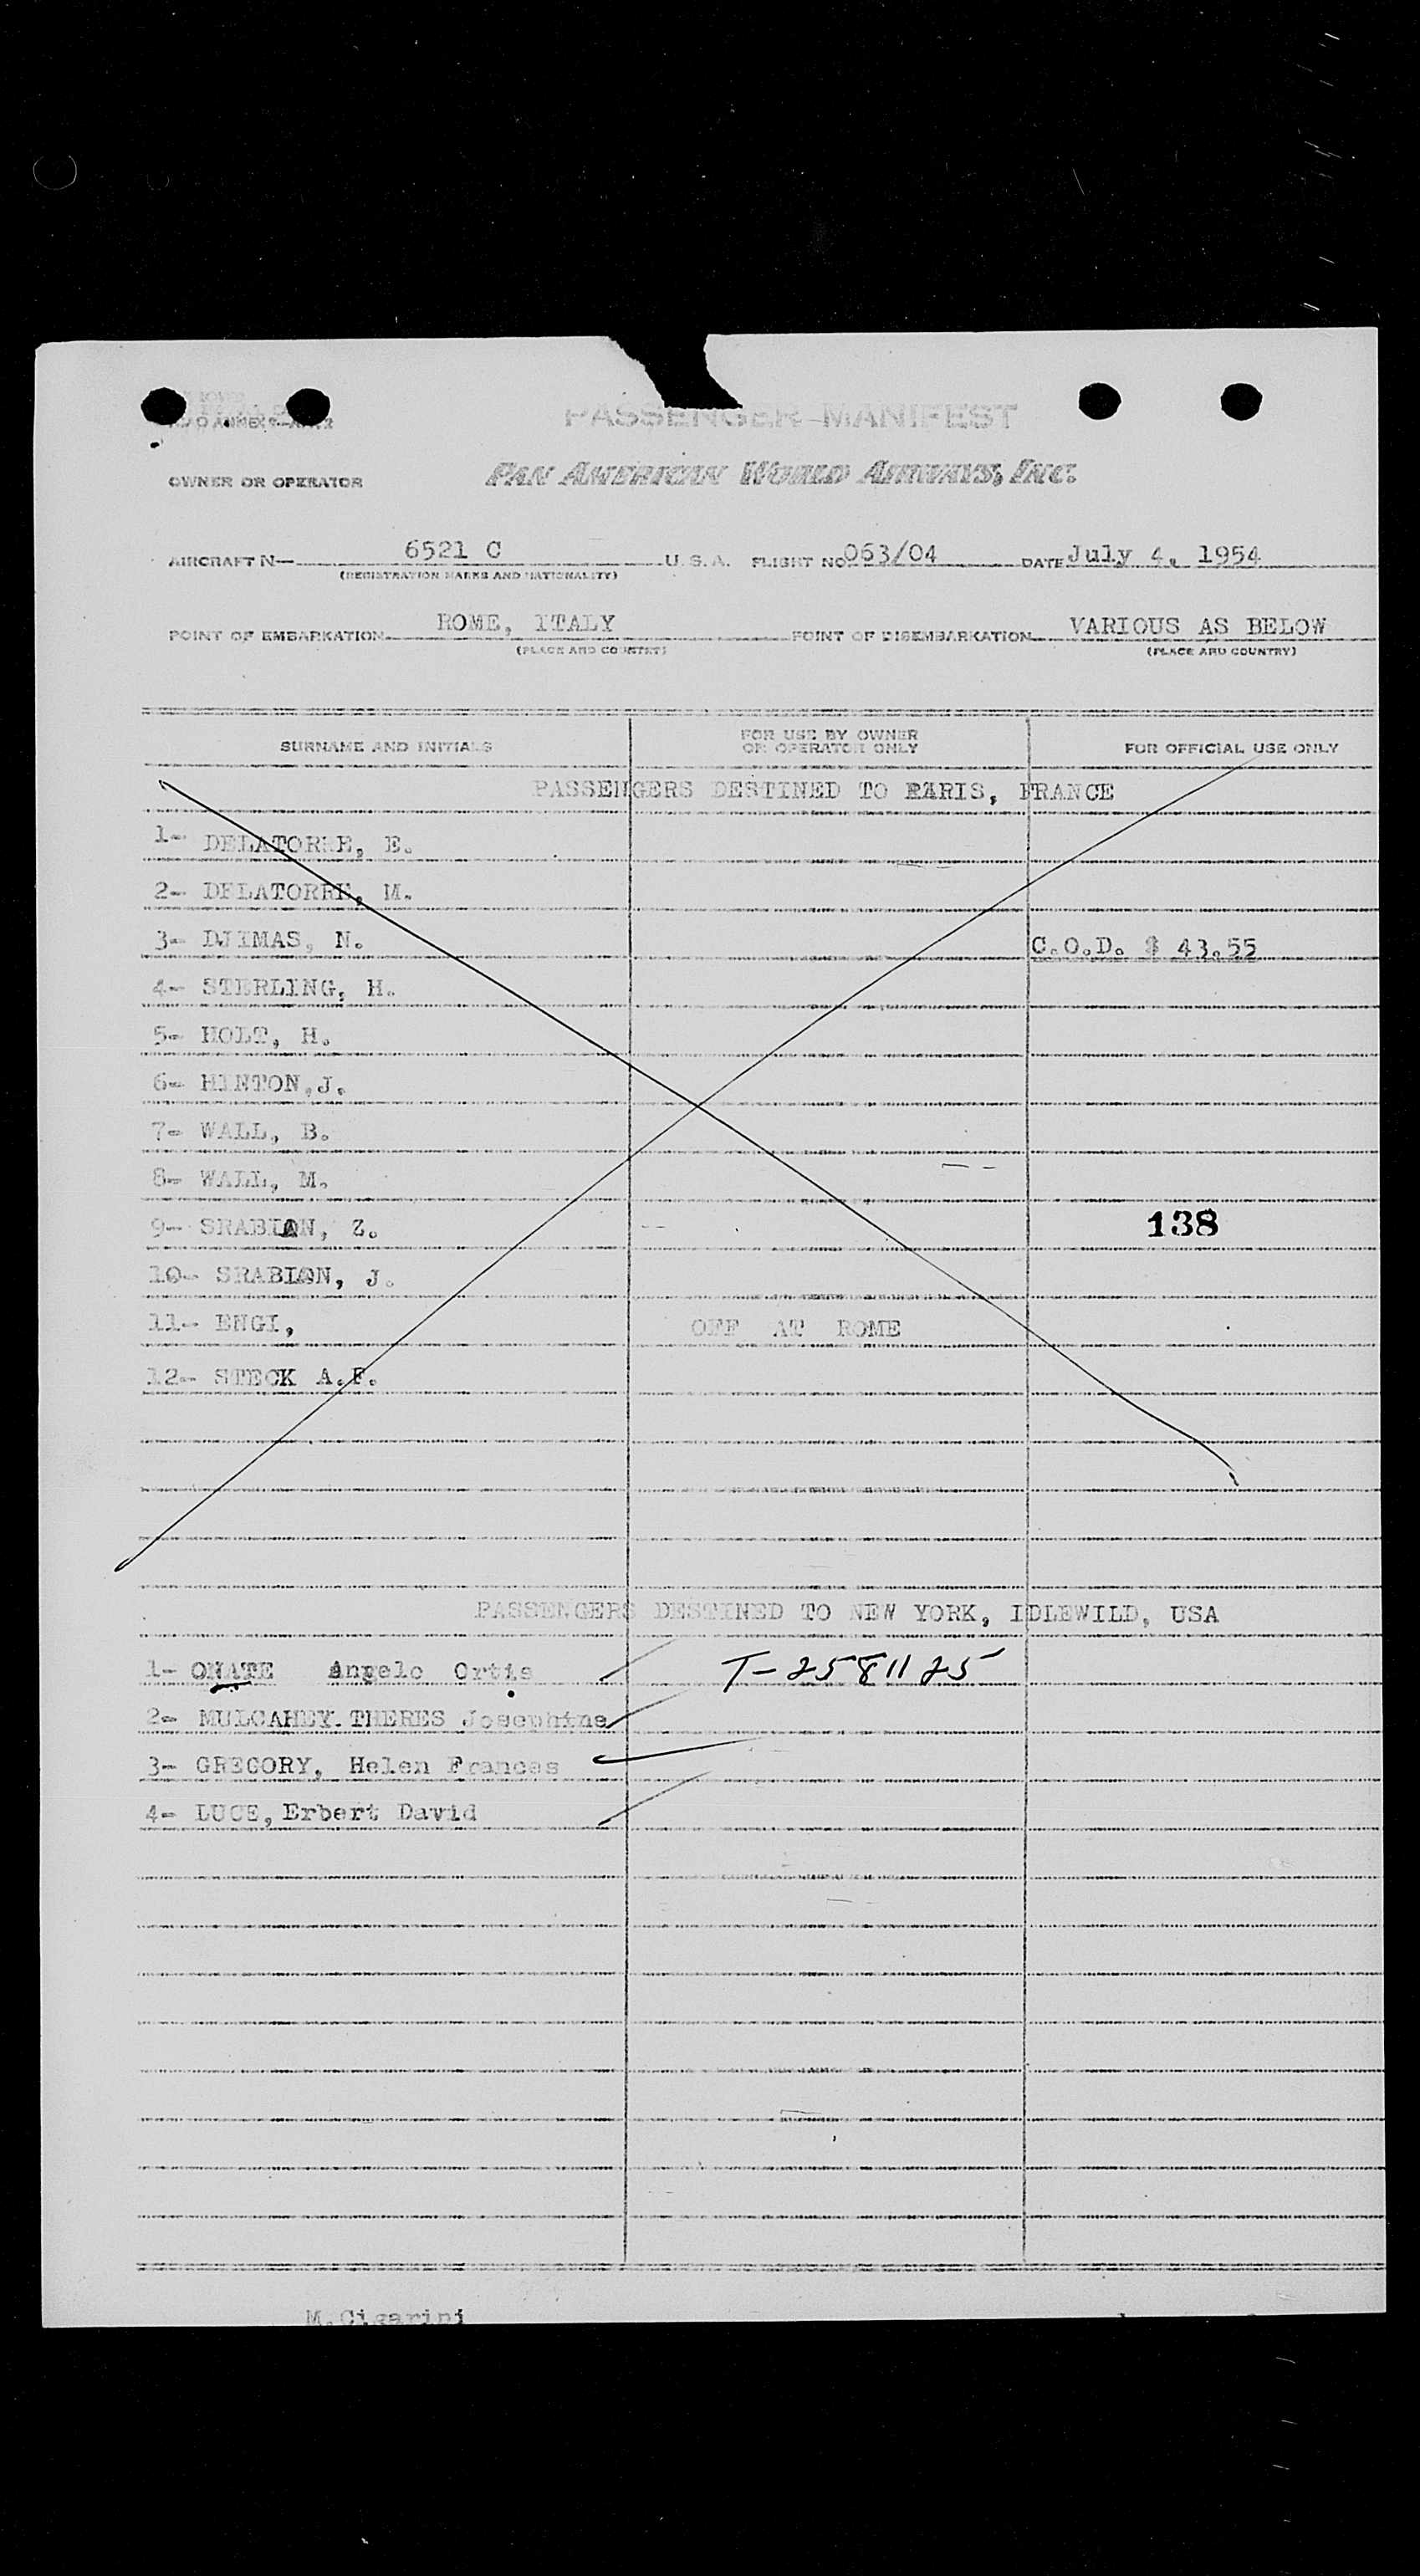 PASSENGER MANIFEST
OWNER OR OPERATOR PAN AMERICAN WORLD AIRWAYS, INC.
AIRCRAFT N— 6521 C U. S. A. FLIGHT NO 063/04 DATE July 4, 1954
(REGISTRATION MARKS AND NATIONALITY)
POINT OF EMBARKATION ROME, ITALY POINT OF DISEMBARKATION VARIOUS AS BELOW
(PLACE AND COUNTRY) (PLACE AND COUNTRY)
SURNAME AND INITIALS FOR USE BY OWNER OR OPERATOR ONLY FOR OFFICIAL USE ONLY
PASSENGERS DESTINED TO PARIS, FRANCE
1- DELATORRE, E.
2- DELATORRE, M.
3- DJIMAS, N. C.O.D. $ 43.55
4- STERLING, H.
5- HOLT, H.
6- HINTON,J.
7- WALL, B.
8- WALL, M.
9- SRABIAN, Z. 138
10- SRABIAN, J.
11- ENGI, OFF AT ROME
12- STECK A.F.
PASSENGERS DESTINED TO NEW YORK, IDLEWILD, USA
1- ONATE Angelo Ortis T-2581125
2- MULCAHEY.THERES Josephine
3- GREGORY, Helen Frances
4- LUCE, Erbert David
M.Cigarini